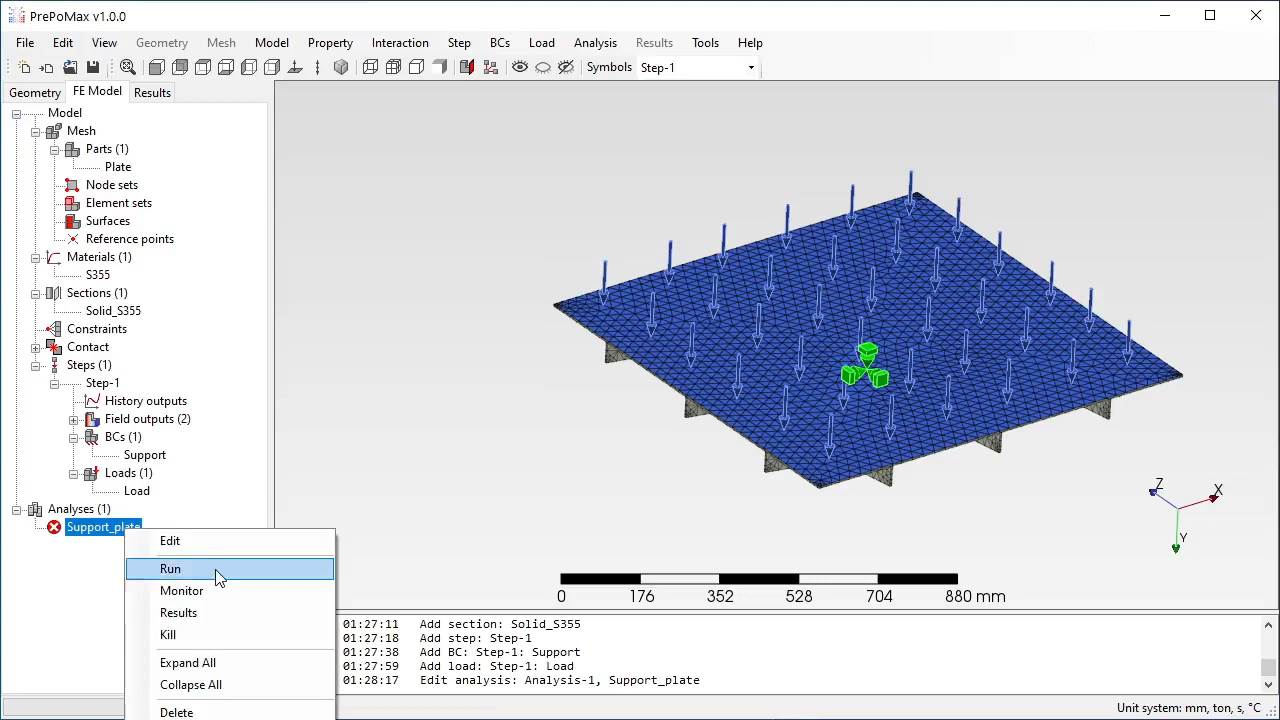 PrePoMax v1.0.0
File Edit View Geometry Mesh Model Property Interaction Step BCs Load Analysis Results Tools Help
Symbols Step-1
Geometry FE Model Results
Model
Mesh
Parts (1)
Plate
Node sets
Element sets
Surfaces
Reference points
Materials (1)
S355
Sections (1)
Solid_S355
Constraints
Contact
Steps (1)
Step-1
History outputs
Field outputs (2)
BCs (1)
Support
Loads (1)
Load
Analyses (1)
Support_plate
Edit
Run
Monitor
Results
Kill
Expand All
Collapse All
Delete
Z X
Y
0 176 352 528 704 880 mm
01:27:11 Add section: Solid_S355
01:27:18 Add step: Step-1
01:27:38 Add BC: Step-1: Support
01:27:59 Add load: Step-1: Load
01:28:17 Edit analysis: Analysis-1, Support_plate
Unit system: mm, ton, s, °C